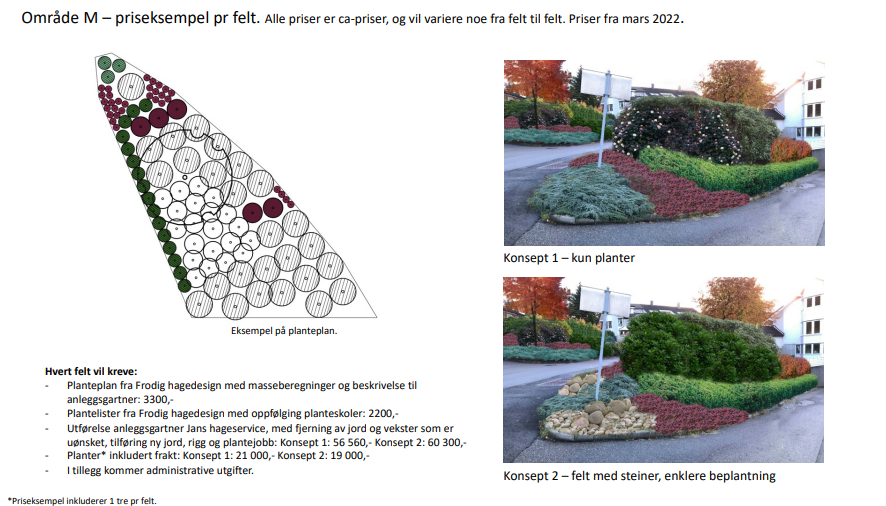 Område M – priseksempel pr felt. Alle priser er ca-priser, og vil variere noe fra felt til felt. Priser fra mars 2022.
Konsept 1 – kun planter
Eksempel på planteplan.
Hvert felt vil kreve:
- Planteplan fra Frodig hagedesign med masseberegninger og beskrivelse til
anleggsgartner: 3300,-
- Plantelister fra Frodig hagedesign med oppfølging planteskoler: 2200,-
- Utførelse anleggsgartner Jans hageservice, med fjerning av jord og vekster som er
uønsket, tilføring ny jord, rigg og plantejobb: Konsept 1: 56 560,- Konsept 2: 60 300,-
- Planter* inkludert frakt: Konsept 1: 21 000,- Konsept 2: 19 000,-
- I tillegg kommer administrative utgifter.
Konsept 2 – felt med steiner, enklere beplantning
*Priseksempel inkluderer 1 tre pr felt.